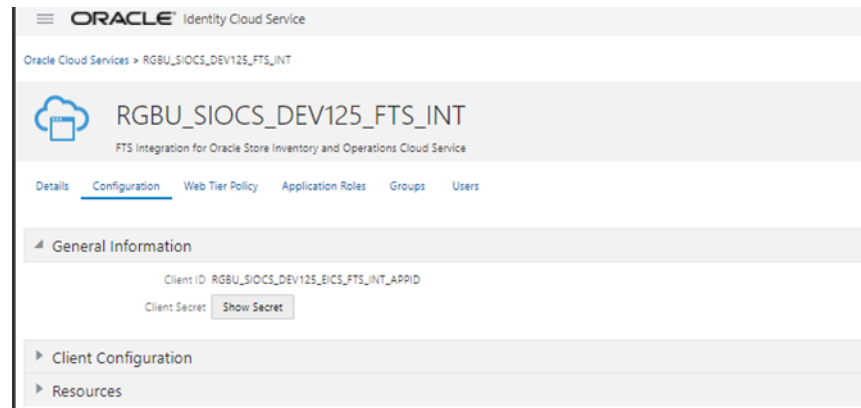 ORACLE® Identity Cloud Service
Oracle Cloud Services > RGBU_SIOCS_DEV125_FTS_INT
RGBU_SIOCS_DEV125_FTS_INT
FTS Integration for Oracle Store Inventory and Operations Cloud Service
Details Configuration Web Tier Policy Application Roles Groups Users
General Information
Client ID RGBU_SIOCS_DEV125_EICS_FTS_INT_APPID
Client Secret Show Secret
Client Configuration
Resources